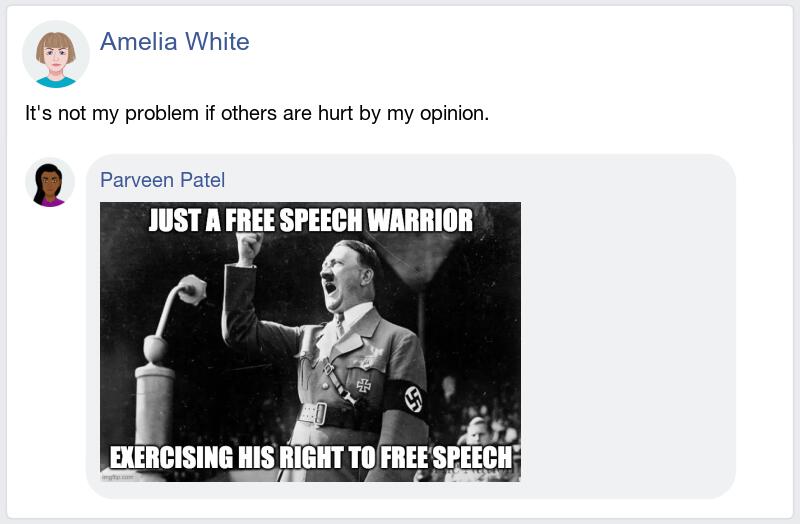 Amelia White
It's not my problem if others are hurt by my opinion.
Parveen Patel
JUST A FREE SPEECH WARRIOR
EXERCISING HIS RIGHT TO FREE SPEECH
imgflip.com